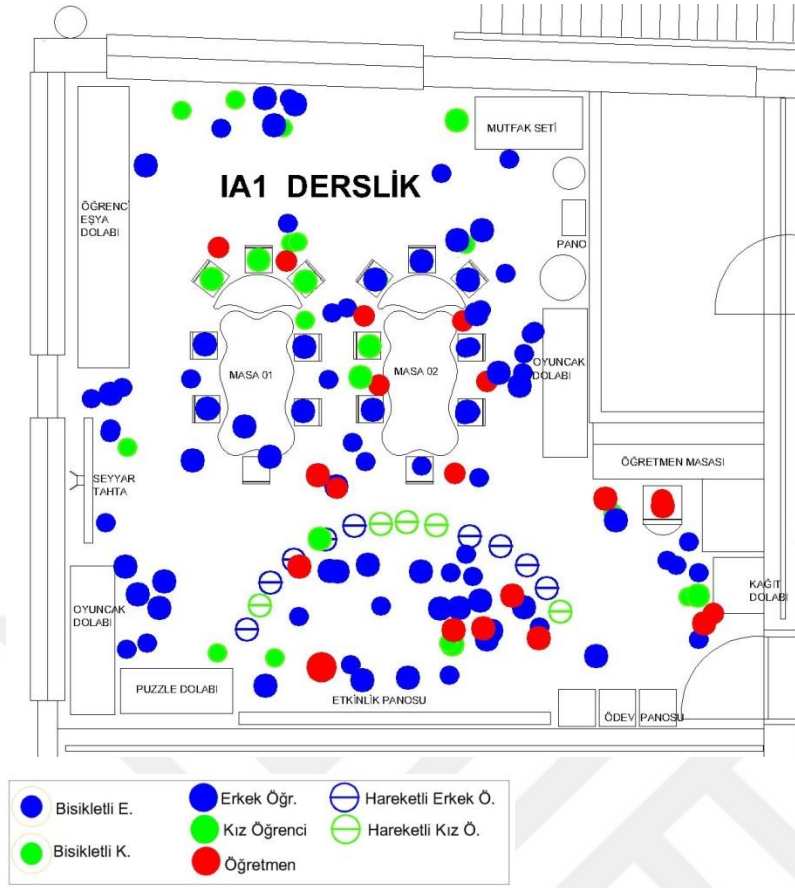 MUTFAK SETİ
IA1 DERSLİK
ÖĞRENCİ
EŞYA
DOLABI
PANO
MASA 01
MASA 02
OYUNCAK
DOLABI
SEYYAR
TAHTA
ÖĞRETMEN MASASI
OYUNCAK
DOLABI
KAĞIT
DOLABI
PUZZLE DOLABI
ETKİNLİK PANOSU
ÖDEV PANOSU
Bisikletli E.
Erkek Öğr.
Hareketli Erkek Ö.
Bisikletli K.
Kız Öğrenci
Hareketli Kız Ö.
Öğretmen